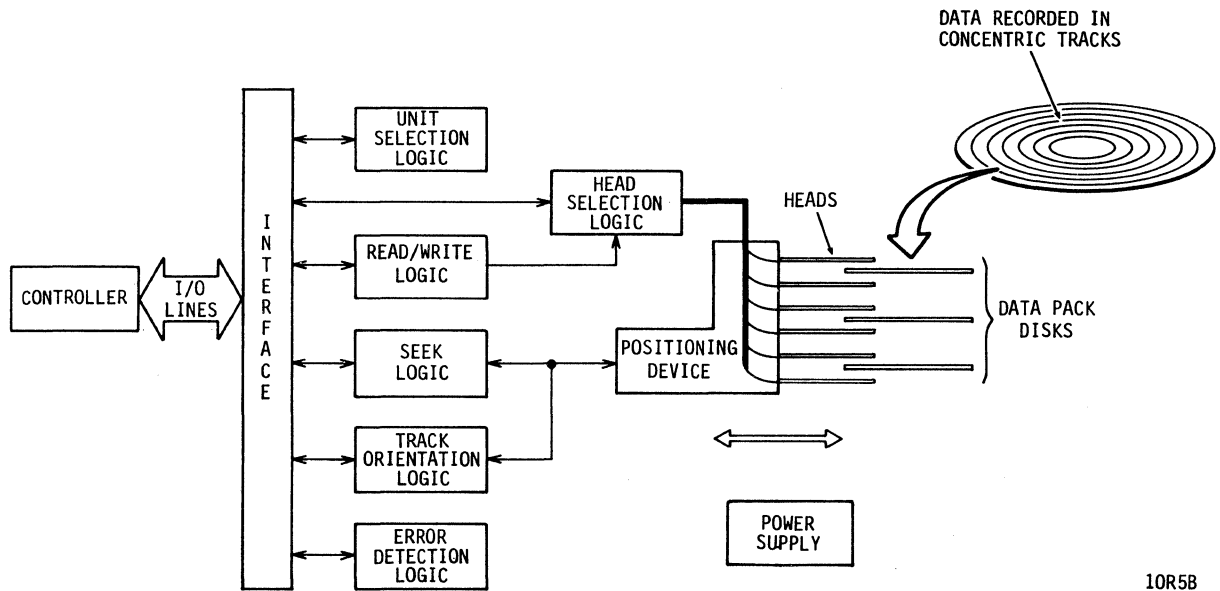 DATA RECORDED IN
CONCENTRIC TRACKS
UNIT
SELECTION
LOGIC
HEAD
SELECTION
LOGIC
HEADS
INTERFACE
READ/WRITE
LOGIC
CONTROLLER
I/O
LINES
DATA PACK
DISKS
SEEK
LOGIC
POSITIONING
DEVICE
TRACK
ORIENTATION
LOGIC
POWER
SUPPLY
ERROR
DETECTION
LOGIC
10R5B